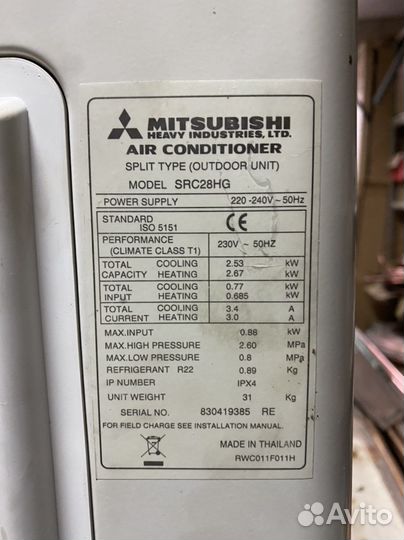 MITSUBISHI
HEAVY INDUSTRIES, LTD.
AIR CONDITIONER
SPLIT TYPE (OUTDOOR UNIT)
MODEL SRC28HG
POWER SUPPLY 220 -240V ~ 50Hz
STANDARD
ISO 5151 CE
PERFORMANCE
(CLIMATE CLASS T1) 230V ~ 50HZ
TOTAL COOLING 2.53 kW
CAPACITY HEATING 2.67 kW
TOTAL COOLING 0.77 kW
INPUT HEATING 0.685 kW
TOTAL COOLING 3.4 A
CURRENT HEATING 3.0 A
MAX.INPUT 0.88 kW
MAX.HIGH PRESSURE 2.60 MPa
MAX.LOW PRESSURE 0.8 MPa
REFRIGERANT R22 0.89 Kg
IP NUMBER IPX4
UNIT WEIGHT 31 Kg
SERIAL NO. 830419385 RE
FOR FIELD CHARGE SEE INSTALLATION MANUAL.
MADE IN THAILAND
RWC011F011H
Avito